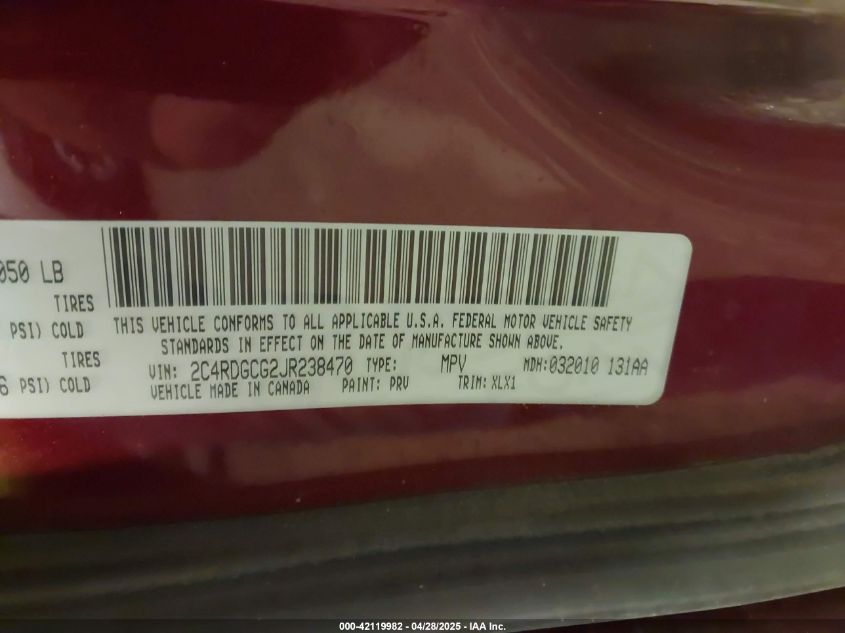 050 LB
TIRES
PSI) COLD
TIRES
PSI) COLD
THIS VEHICLE CONFORMS TO ALL APPLICABLE U.S.A. FEDERAL MOTOR VEHICLE SAFETY
STANDARDS IN EFFECT ON THE DATE OF MANUFACTURE SHOWN ABOVE.
VIN: 2C4RDGCG2JR238470 TYPE: MPV MDH:032010 131AA
VEHICLE MADE IN CANADA PAINT: PRV TRIM: XLX1
000-42119982 - 04/28/2025 - IAA Inc.